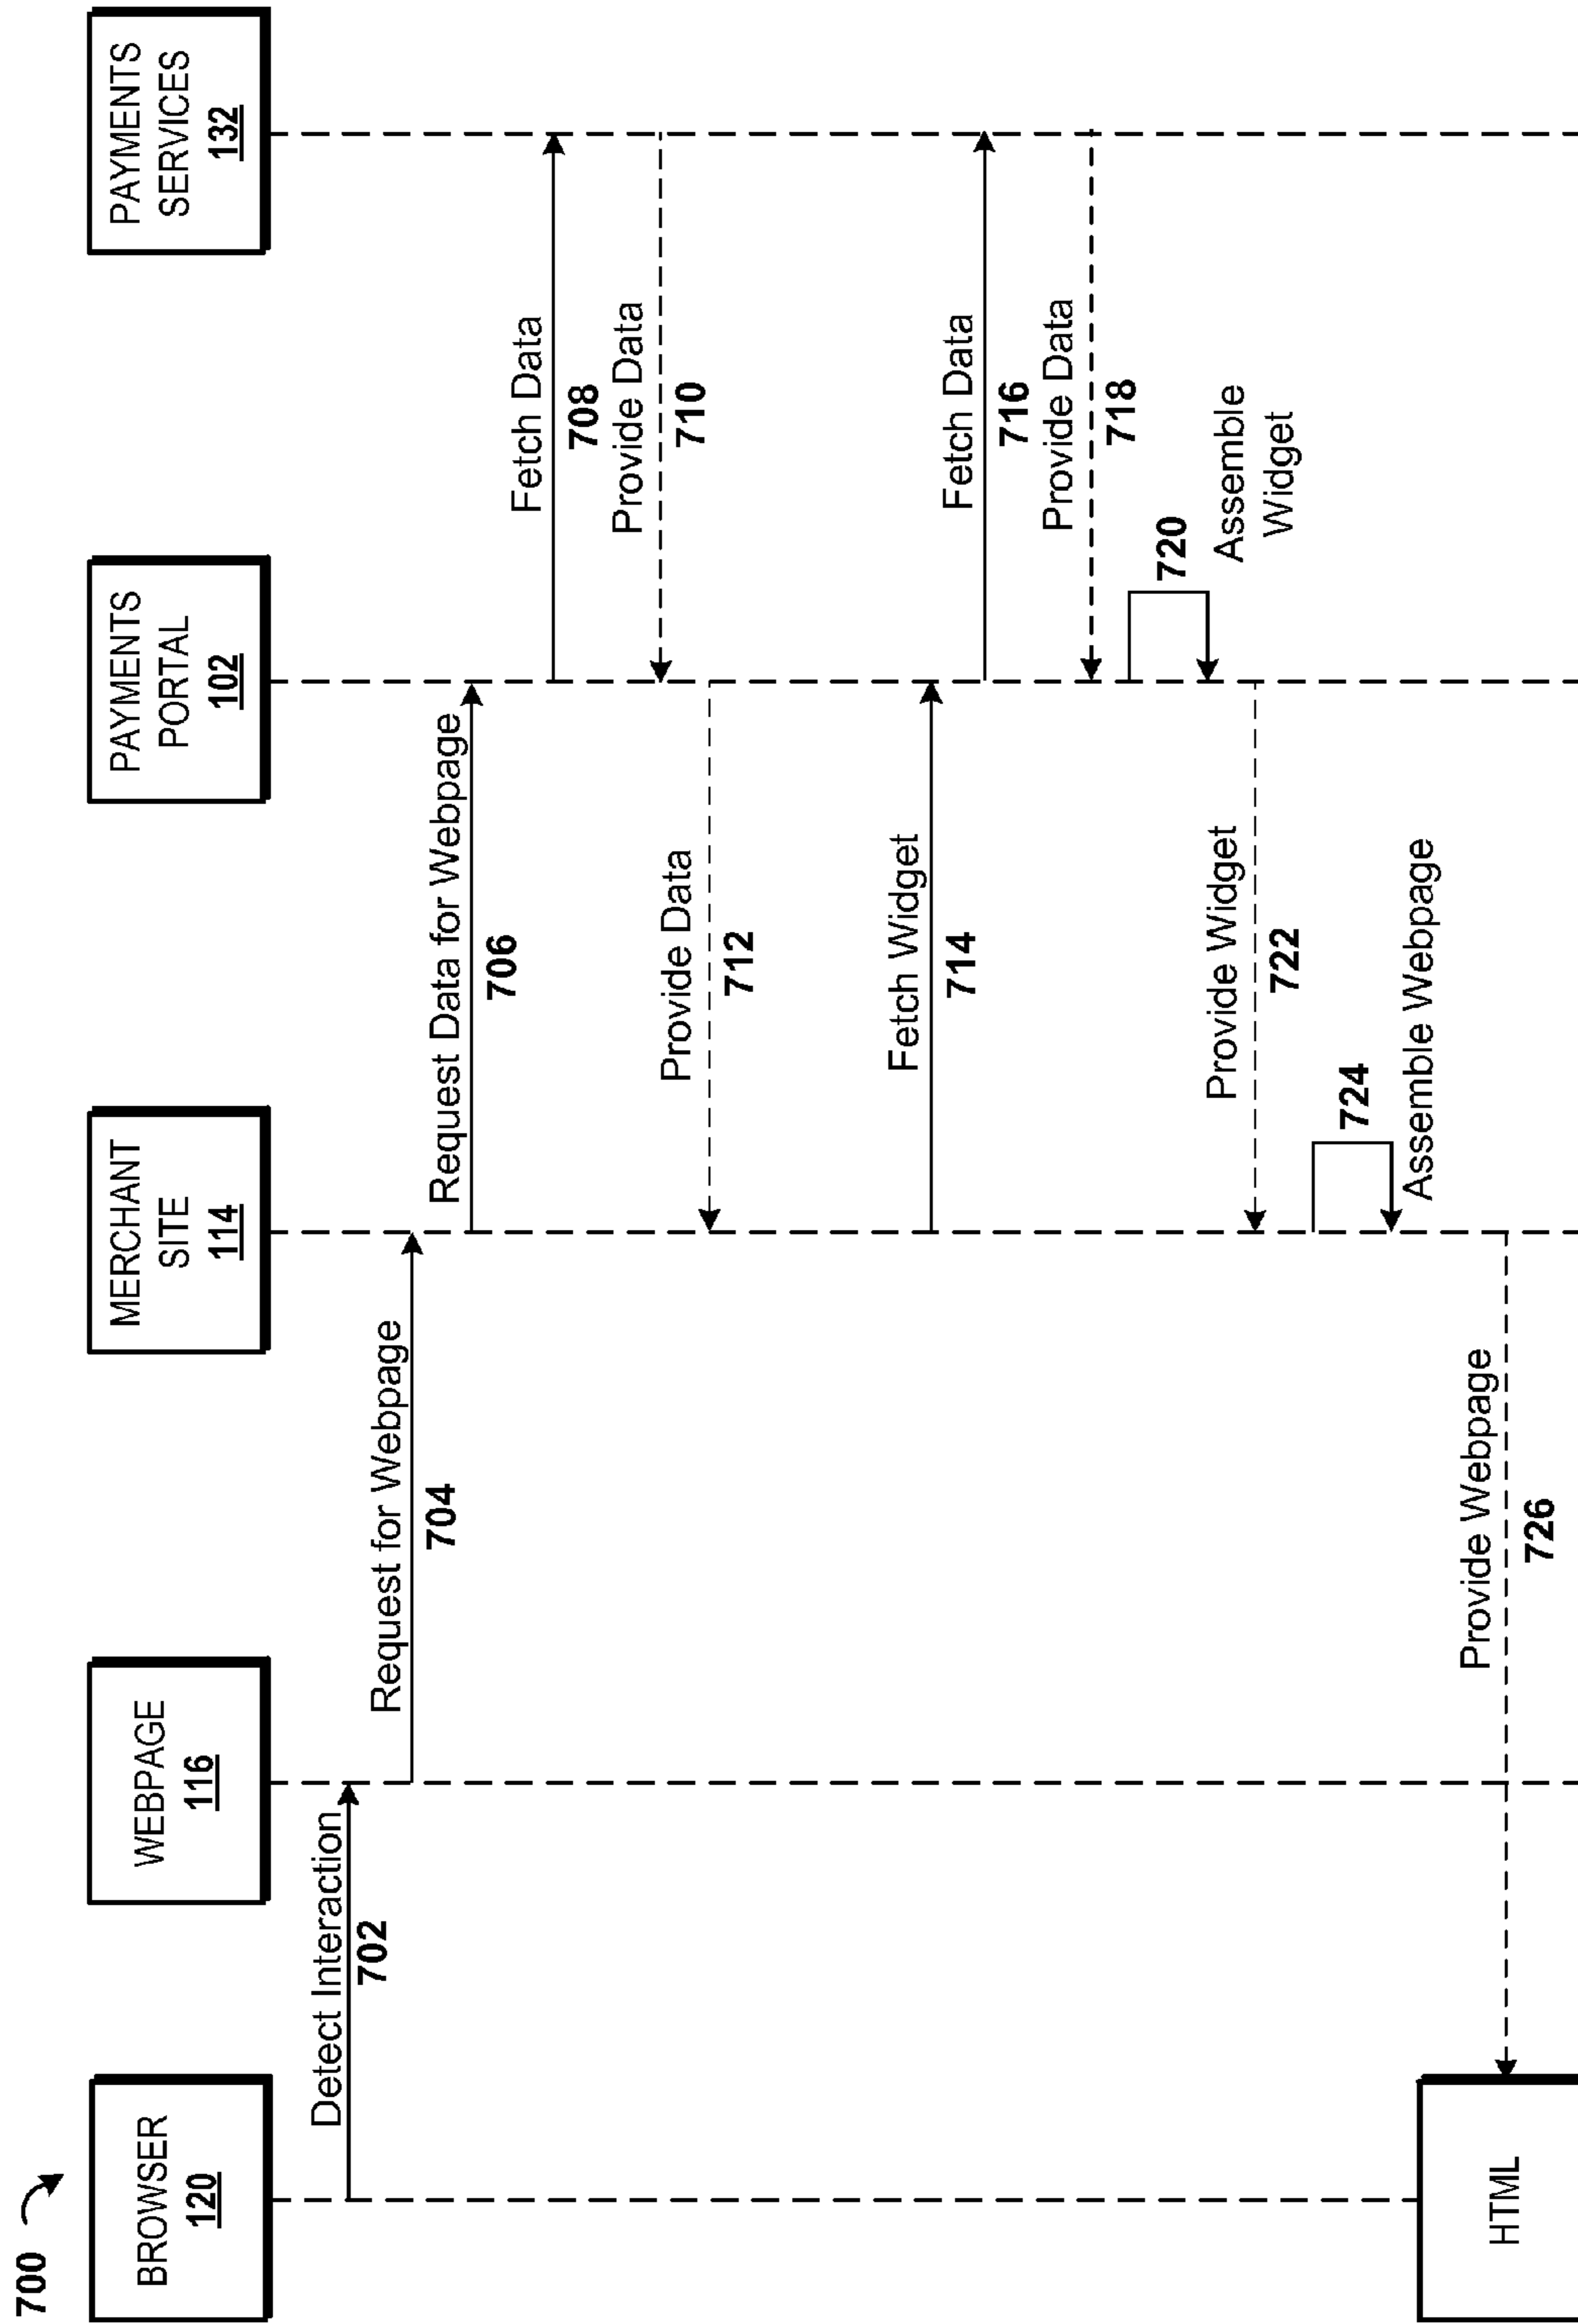 700
BROWSER
120
WEBPAGE
116
MERCHANT
SITE
114
PAYMENTS
PORTAL
102
PAYMENTS
SERVICES
132
Detect Interaction
702
Request for Webpage
704
Request Data for Webpage
706
Fetch Data
708
Provide Data
710
Provide Data
712
Fetch Widget
714
Fetch Data
716
Provide Data
718
720
Assemble
Widget
Provide Widget
722
724
Assemble Webpage
Provide Webpage
726
HTML